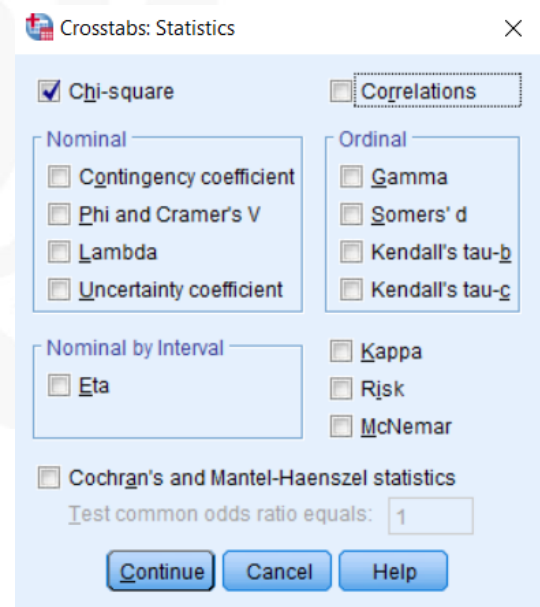 Crosstabs: Statistics
Chi-square
Correlations
Nominal
Contingency coefficient
Phi and Cramer's V
Lambda
Uncertainty coefficient
Ordinal
Gamma
Somers' d
Kendall's tau-b
Kendall's tau-c
Nominal by Interval
Eta
Kappa
Risk
McNemar
Cochran's and Mantel-Haenszel statistics
Test common odds ratio equals: 1
Continue Cancel Help